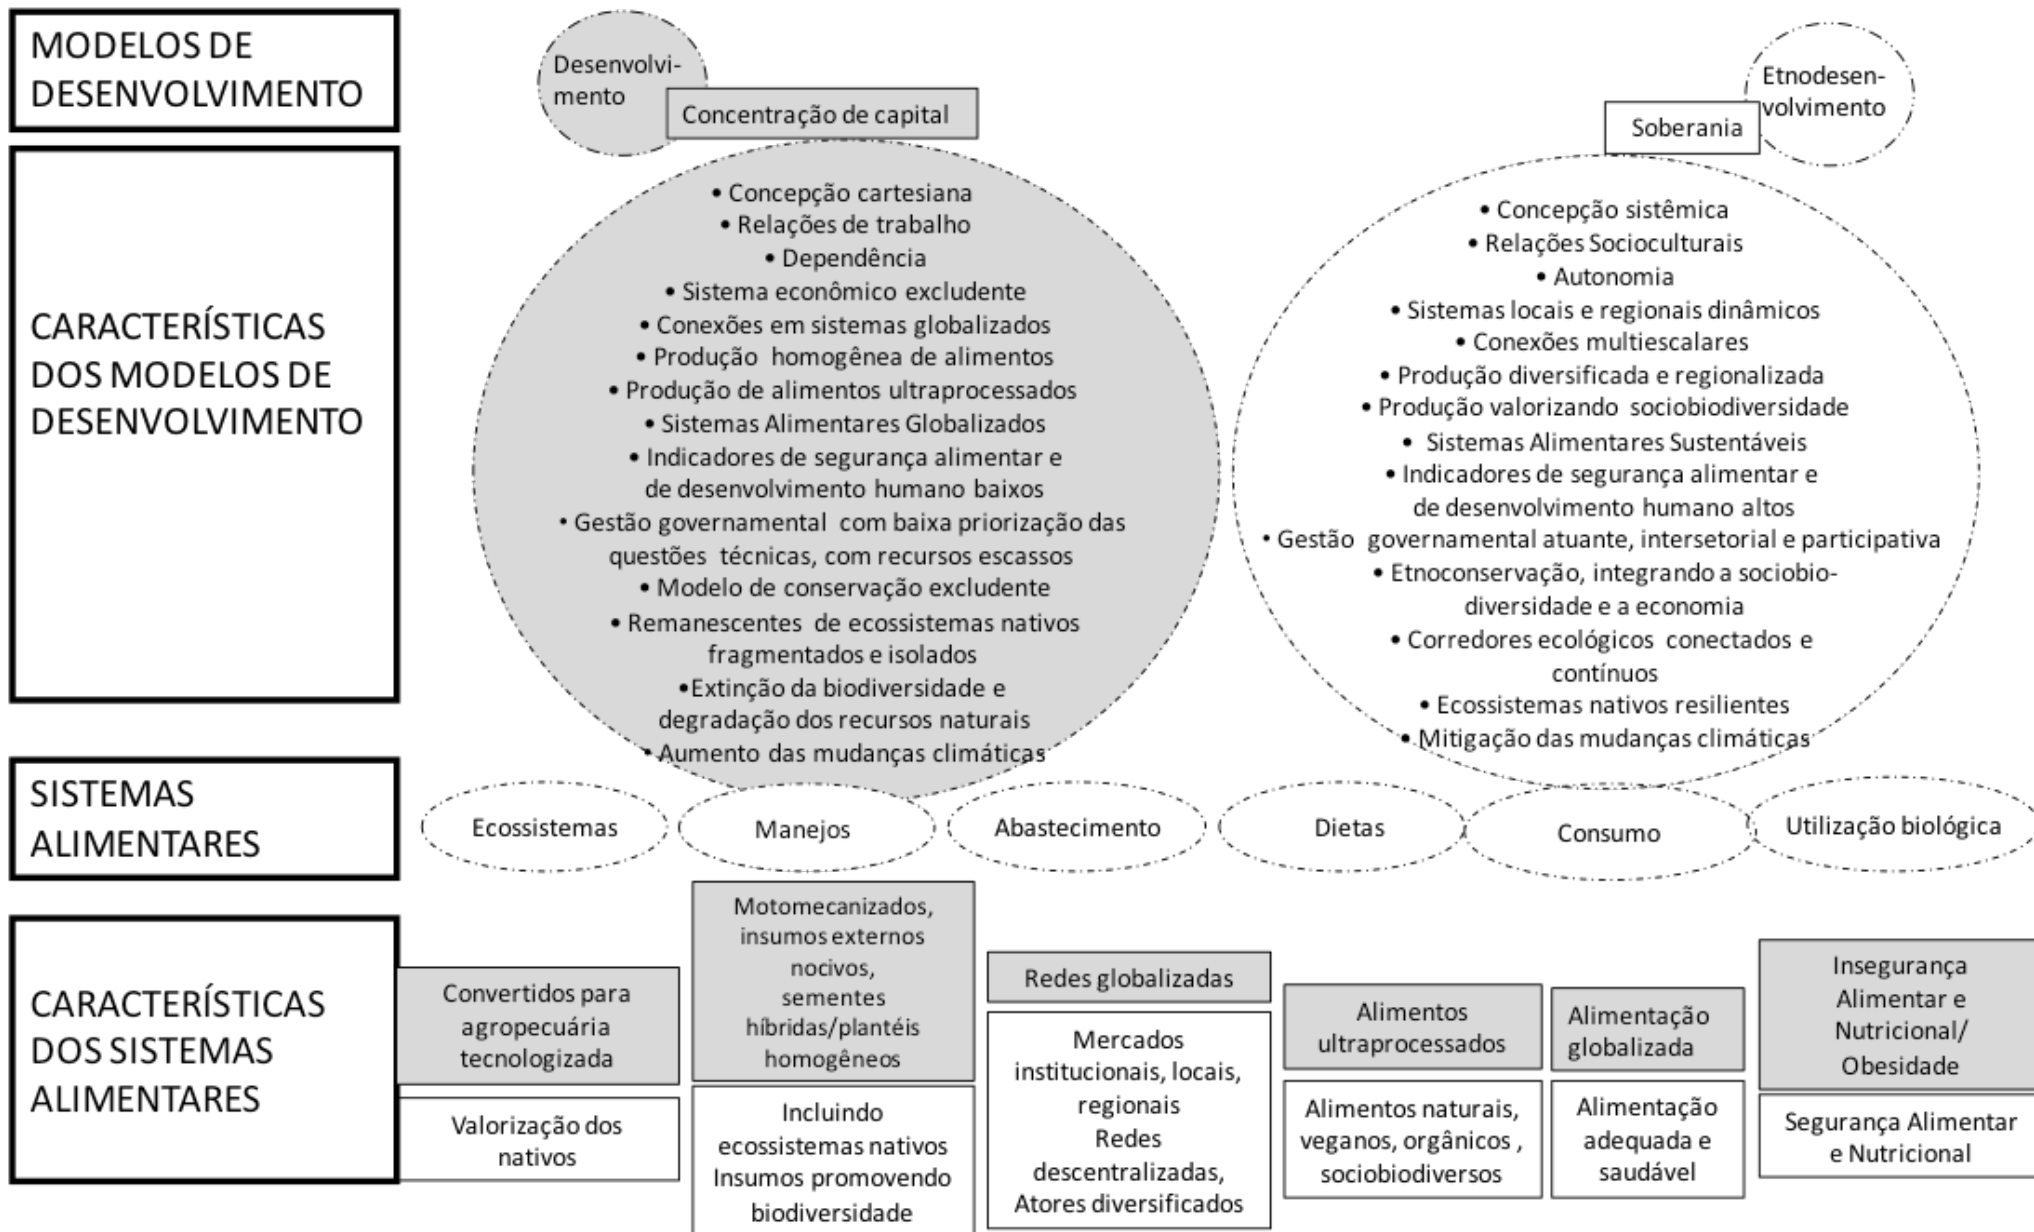 MODELOS DE
DESENVOLVIMENTO
Desenvolvi-
mento
Concentração de capital
Etnodesen-
volvimento
Soberania
CARACTERÍSTICAS
DOS MODELOS DE
DESENVOLVIMENTO
• Concepção cartesiana
• Relações de trabalho
• Dependência
• Sistema econômico excludente
• Conexões em sistemas globalizados
• Produção homogênea de alimentos
• Produção de alimentos ultraprocessados
• Sistemas Alimentares Globalizados
• Indicadores de segurança alimentar e
de desenvolvimento humano baixos
• Gestão governamental com baixa priorização das
questões técnicas, com recursos escassos
• Modelo de conservação excludente
• Remanescentes de ecossistemas nativos
fragmentados e isolados
•Extinção da biodiversidade e
degradação dos recursos naturais
• Aumento das mudanças climáticas
• Concepção sistêmica
• Relações Socioculturais
• Autonomia
• Sistemas locais e regionais dinâmicos
• Conexões multiescalares
• Produção diversificada e regionalizada
• Produção valorizando sociobiodiversidade
• Sistemas Alimentares Sustentáveis
• Indicadores de segurança alimentar e
de desenvolvimento humano altos
• Gestão governamental atuante, intersetorial e participativa
• Etnoconservação, integrando a sociobio-
diversidade e a economia
• Corredores ecológicos conectados e
contínuos
• Ecossistemas nativos resilientes
• Mitigação das mudanças climáticas
SISTEMAS
ALIMENTARES
Ecossistemas
Manejos
Abastecimento
Dietas
Consumo
Utilização biológica
CARACTERÍSTICAS
DOS SISTEMAS
ALIMENTARES
Convertidos para
agropecuária
tecnologizada
Valorização dos
nativos
Motomecanizados,
insumos externos
nocivos,
sementes
híbridas/plantéis
homogêneos
Incluindo
ecossistemas nativos
Insumos promovendo
biodiversidade
Redes globalizadas
Mercados
institucionais, locais,
regionais
Redes
descentralizadas,
Atores diversificados
Alimentos
ultraprocessados
Alimentos naturais,
veganos, orgânicos ,
sociobiodiversos
Alimentação
globalizada
Alimentação
adequada e
saudável
Insegurança
Alimentar e
Nutricional/
Obesidade
Segurança Alimentar
e Nutricional